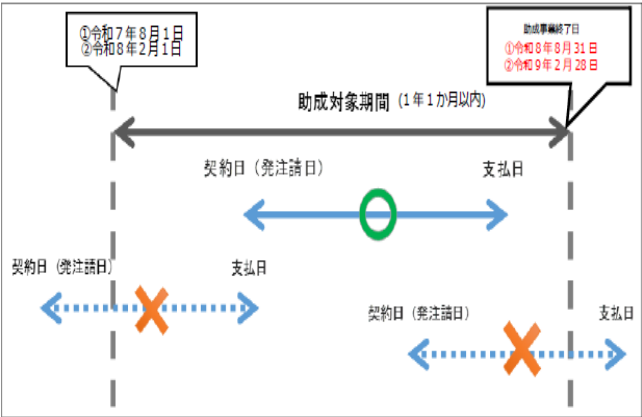 ①令和7年8月1日
②令和8年2月1日
助成事業終了日
①令和8年8月31日
②令和9年2月28日
助成対象期間 (1年1か月以内)
契約日(発注請日) 支払日
契約日(発注請日) 支払日
契約日(発注請日) 支払日